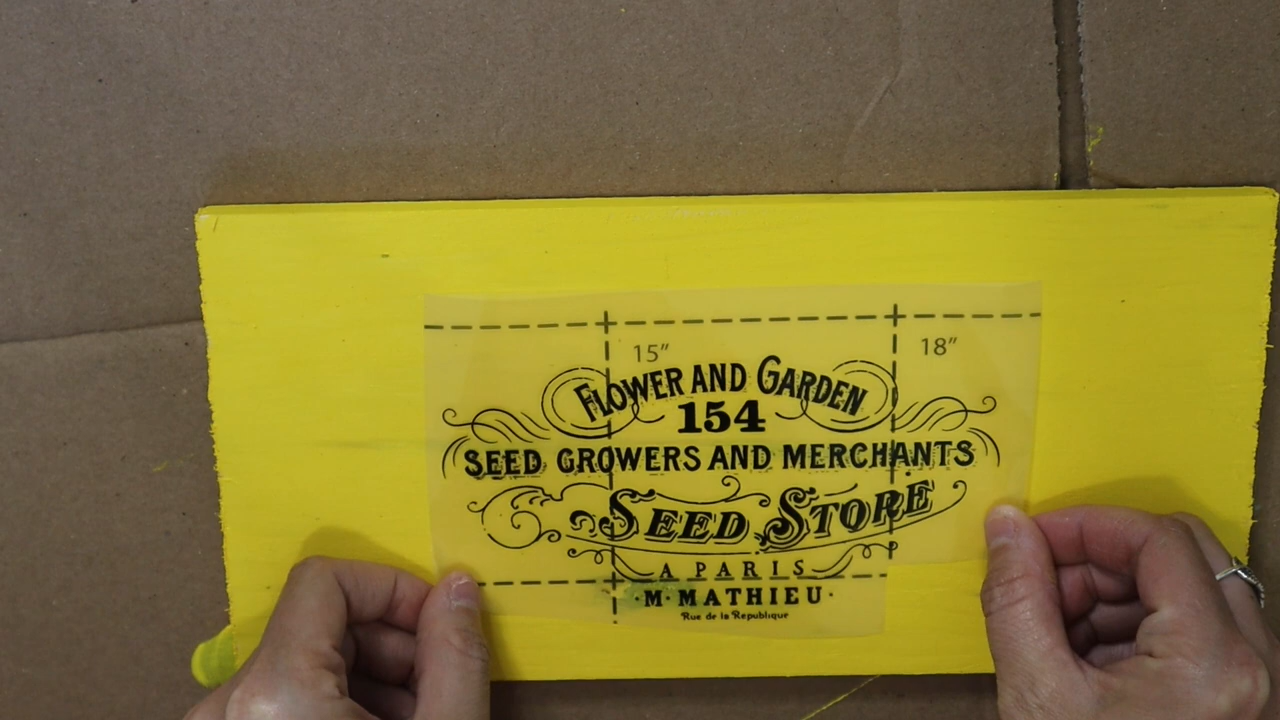 15” 18”
FLOWER AND GARDEN
154
SEED GROWERS AND MERCHANTS
SEED STORE
A PARIS
·M·MATHIEU·
Rue de la Republique